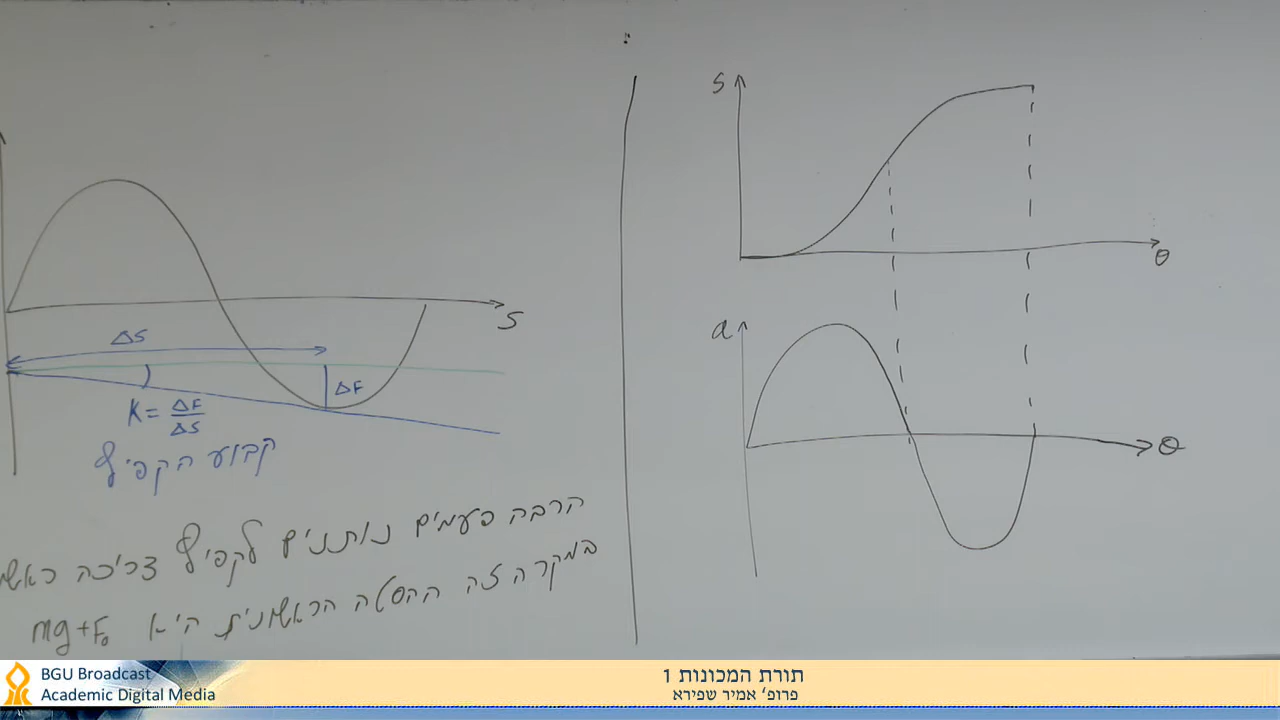 S
θ
a
θ
S
ΔS
ΔF
K = ΔF/ΔS
קבוע הקפיץ
הרבה פעמים נותנים לקפיץ דריכה
במקרה זה ההסטה הראשונית היא mg+F₀
BGU Broadcast
Academic Digital Media
תורת המכונות 1
פרופ' אמיר שפירא